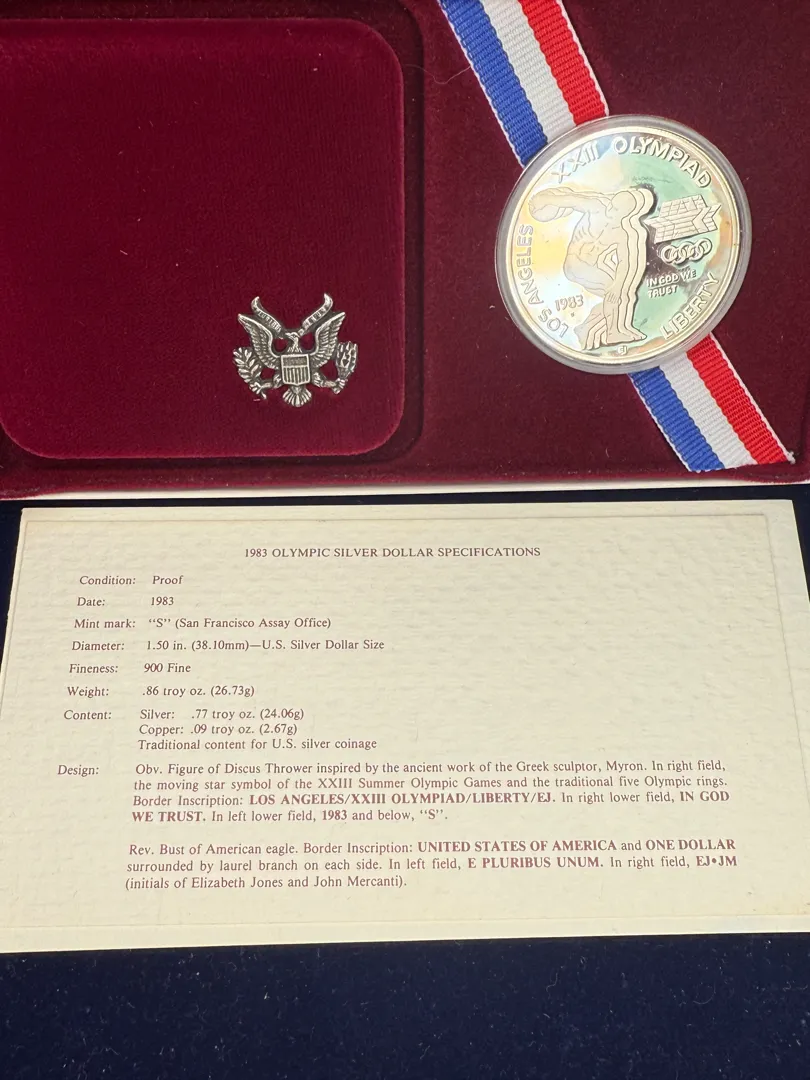 XXIII OLYMPIAD
LOS ANGELES
1983
S
IN GOD WE
TRUST
LIBERTY
EJ
1983 OLYMPIC SILVER DOLLAR SPECIFICATIONS
Condition: Proof
Date: 1983
Mint mark: “S” (San Francisco Assay Office)
Diameter: 1.50 in. (38.10mm)—U.S. Silver Dollar Size
Fineness: 900 Fine
Weight: .86 troy oz. (26.73g)
Content: Silver: .77 troy oz. (24.06g)
Copper: .09 troy oz. (2.67g)
Traditional content for U.S. silver coinage
Design: Obv. Figure of Discus Thrower inspired by the ancient work of the Greek sculptor, Myron. In right field,
the moving star symbol of the XXIII Summer Olympic Games and the traditional five Olympic rings.
Border Inscription: LOS ANGELES/XXIII OLYMPIAD/LIBERTY/EJ. In right lower field, IN GOD
WE TRUST. In left lower field, 1983 and below, “S”.
Rev. Bust of American eagle. Border Inscription: UNITED STATES OF AMERICA and ONE DOLLAR
surrounded by laurel branch on each side. In left field, E PLURIBUS UNUM. In right field, EJ•JM
(initials of Elizabeth Jones and John Mercanti).